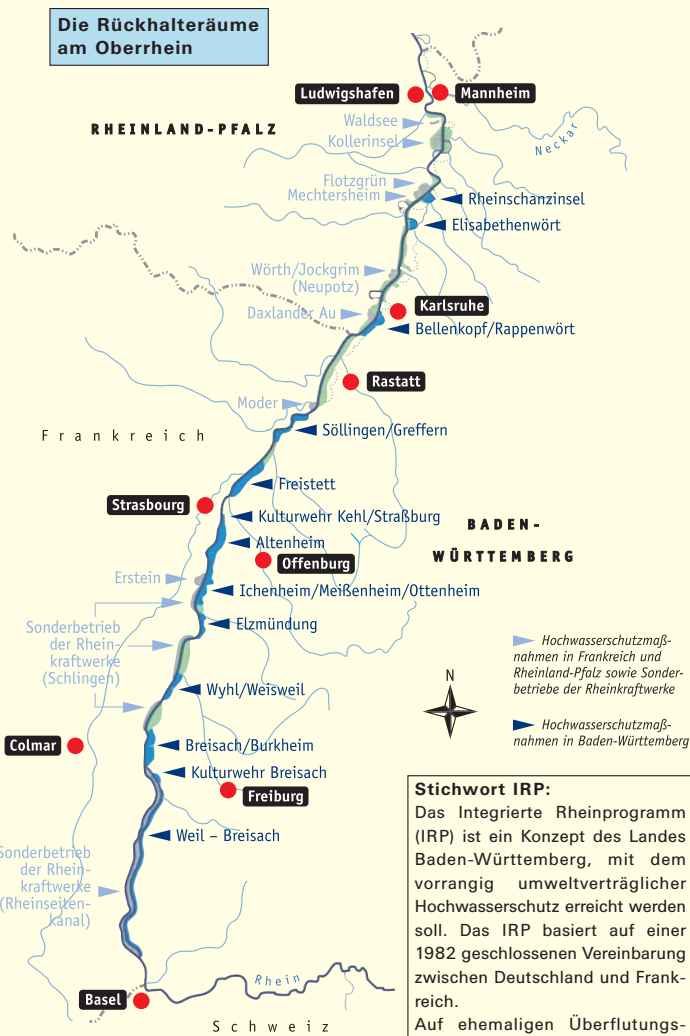 Die Rückhalteräume
am Oberrhein
Ludwigshafen
Mannheim
RHEINLAND-PFALZ
Waldsee
Kollerinsel
Neckar
Flotzgrün
Mechtersheim
Rheinschanzinsel
Elisabethenwört
Wörth/Jockgrim
(Neupotz)
Daxlander Au
Karlsruhe
Bellenkopf/Rappenwört
Rastatt
Moder
Söllingen/Greffern
Frankreich
Freistett
Strasbourg
Kulturwehr Kehl/Straßburg
BADEN-
WÜRTTEMBERG
Altenheim
Offenburg
Erstein
Ichenheim/Meißenheim/Ottenheim
Elzmündung
Sonderbetrieb
der Rhein-
kraftwerke
(Schlingen)
Hochwasserschutzmaß-
nahmen in Frankreich und
Rheinland-Pfalz sowie Sonder-
betriebe der Rheinkraftwerke
N
Wyhl/Weisweil
Hochwasserschutzmaß-
nahmen in Baden-Württemberg
Colmar
Breisach/Burkheim
Kulturwehr Breisach
Freiburg
Weil – Breisach
Sonderbetrieb
der Rhein-
kraftwerke
(Rheinseiten-
kanal)
Rhein
Basel
Schweiz
Stichwort IRP:
Das Integrierte Rheinprogramm
(IRP) ist ein Konzept des Landes
Baden-Württemberg, mit dem
vorrangig umweltverträglicher
Hochwasserschutz erreicht werden
soll. Das IRP basiert auf einer
1982 geschlossenen Vereinbarung
zwischen Deutschland und Frank-
reich.
Auf ehemaligen Überflutungs-